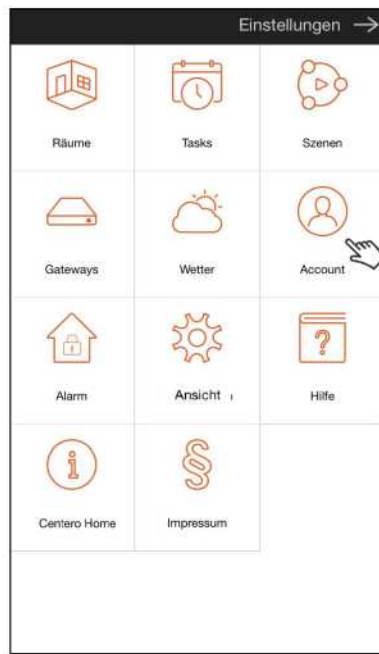 Einstellungen →
Räume Tasks Szenen
Gateways Wetter Account
Alarm Ansicht Hilfe
Centero Home Impressum